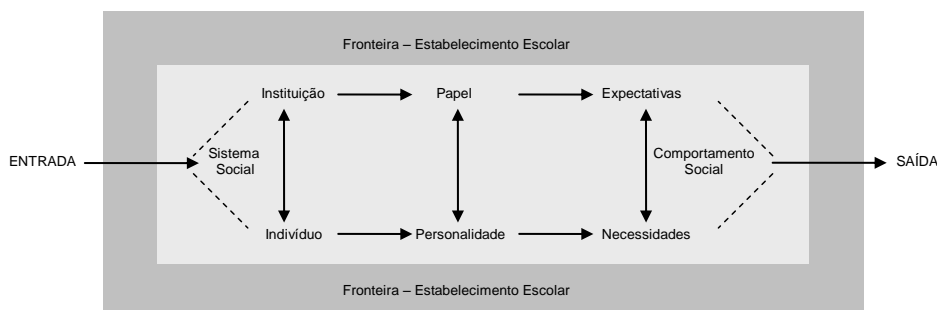 Fronteira – Estabelecimento Escolar
Instituição
Papel
Expectativas
ENTRADA
Sistema
Social
Comportamento
Social
SAÍDA
Indivíduo
Personalidade
Necessidades
Fronteira – Estabelecimento Escolar